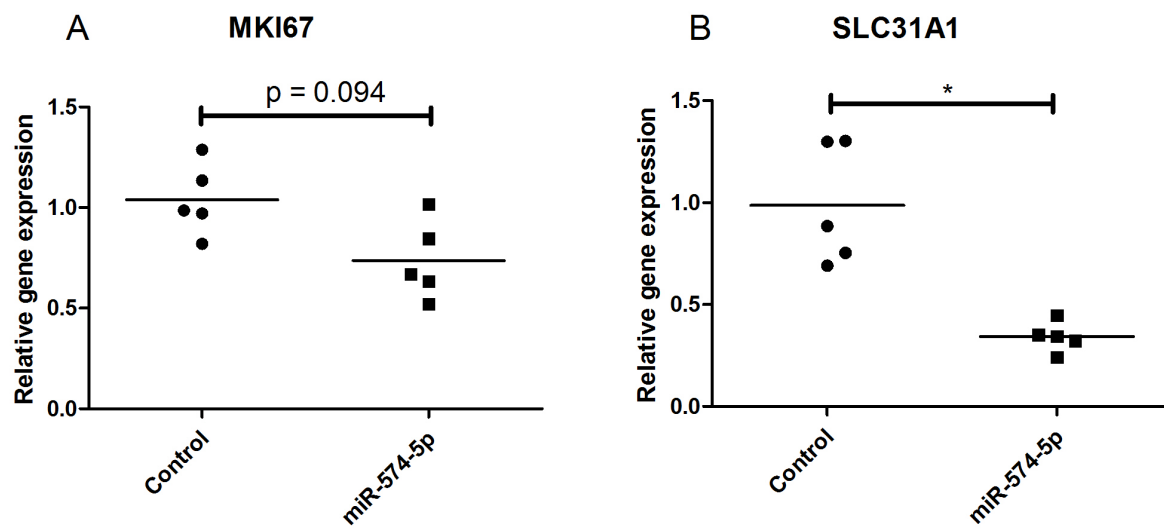 A
MKI67
p = 0.094
Relative gene expression
1.5
1.0
0.5
0.0
Control
miR-574-5p
B
SLC31A1
*
Relative gene expression
1.5
1.0
0.5
0.0
Control
miR-574-5p